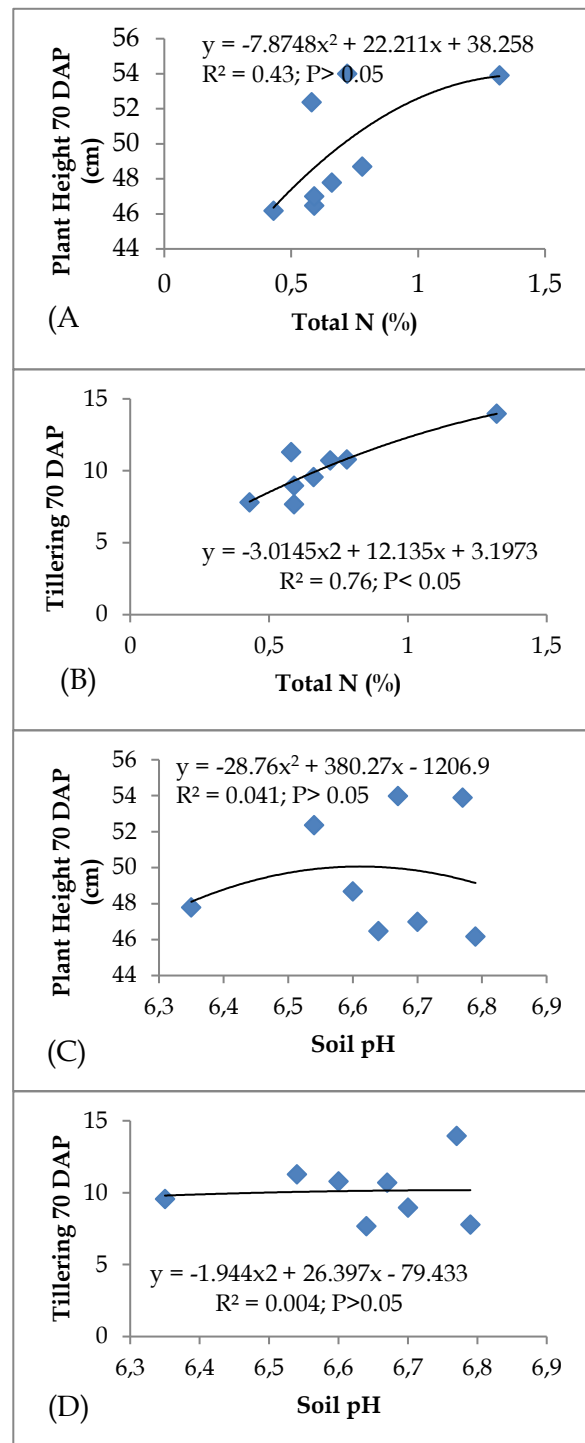 56
54
52
50
48
46
44
Plant Height 70 DAP
(cm)
y = -7.8748x² + 22.211x + 38.258
R² = 0.43; P> 0.05
0
0,5
1
1,5
(A
Total N (%)
15
10
5
0
Tillering 70 DAP
y = -3.0145x2 + 12.135x + 3.1973
R² = 0.76; P< 0.05
0
0,5
1
1,5
(B)
Total N (%)
56
54
52
50
48
46
44
Plant Height 70 DAP
(cm)
y = -28.76x² + 380.27x - 1206.9
R² = 0.041; P> 0.05
6,3
6,4
6,5
6,6
6,7
6,8
6,9
(C)
Soil pH
15
10
5
0
Tillering 70 DAP
y = -1.944x2 + 26.397x - 79.433
R² = 0.004; P>0.05
6,3
6,4
6,5
6,6
6,7
6,8
6,9
(D)
Soil pH